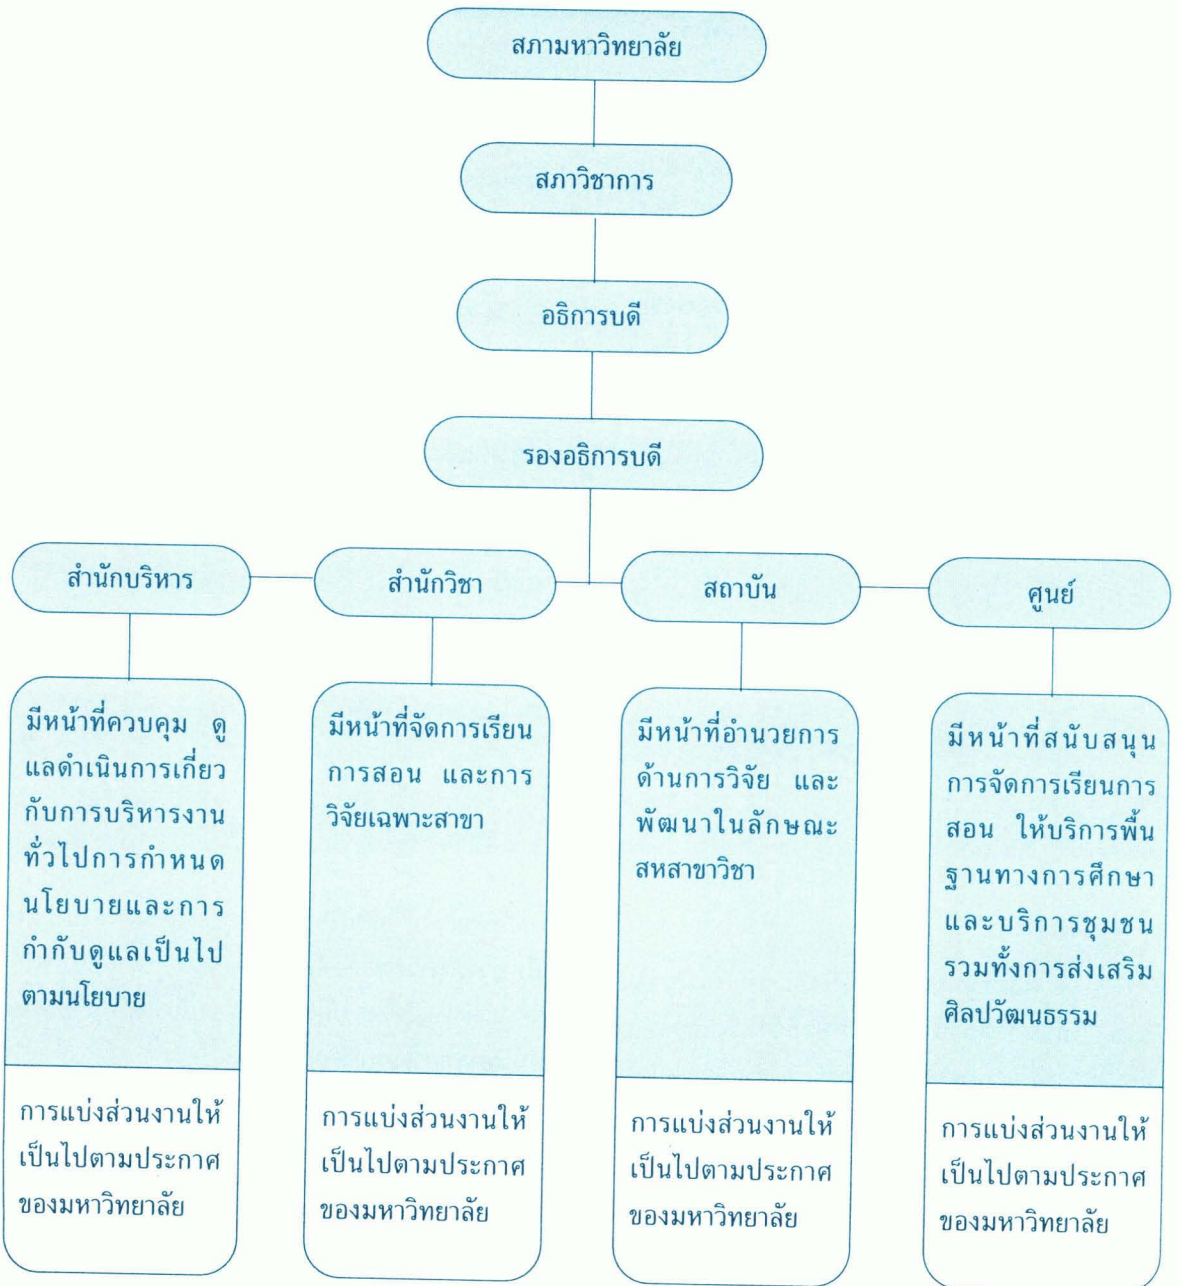 สภามหาวิทยาลัย
สภาวิชาการ
อธิการบดี
รองอธิการบดี
สำนักบริหาร
สำนักวิชา
สถาบัน
ศูนย์
มีหน้าที่ควบคุม ดู
แลดำเนินการเกี่ยว
กับการบริหารงาน
ทั่วไปการกำหนด
นโยบายและการ
กำกับดูแลเป็นไป
ตามนโยบาย
การแบ่งส่วนงานให้
เป็นไปตามประกาศ
ของมหาวิทยาลัย
มีหน้าที่จัดการเรียน
การสอน และการ
วิจัยเฉพาะสาขา
การแบ่งส่วนงานให้
เป็นไปตามประกาศ
ของมหาวิทยาลัย
มีหน้าที่อำนวยการ
ด้านการวิจัย และ
พัฒนาในลักษณะ
สหสาขาวิชา
การแบ่งส่วนงานให้
เป็นไปตามประกาศ
ของมหาวิทยาลัย
มีหน้าที่สนับสนุน
การจัดการเรียนการ
สอน ให้บริการพื้น
ฐานทางการศึกษา
และบริการชุมชน
รวมทั้งการส่งเสริม
ศิลปวัฒนธรรม
การแบ่งส่วนงานให้
เป็นไปตามประกาศ
ของมหาวิทยาลัย